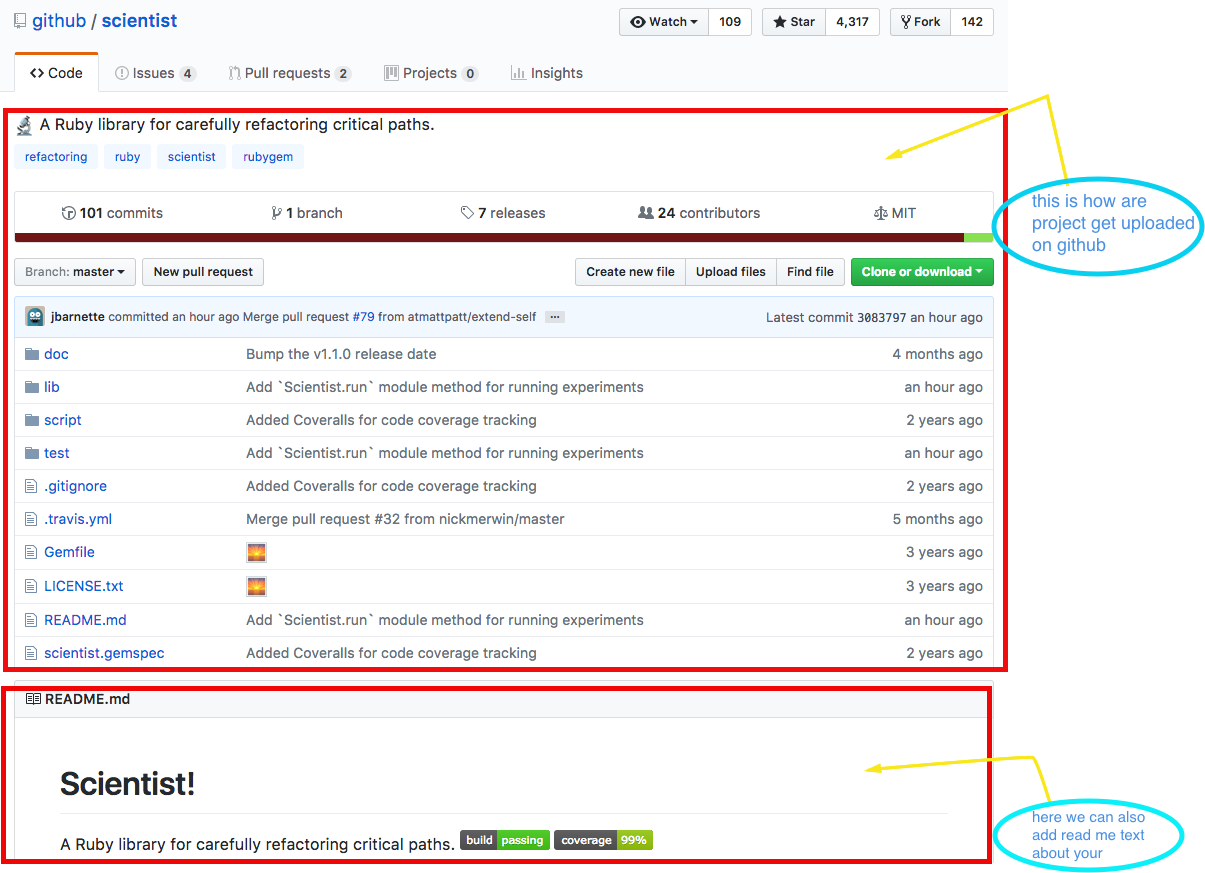 github / scientist
Watch 109 Star 4,317 Fork 142
Code Issues 4 Pull requests 2 Projects 0 Insights
A Ruby library for carefully refactoring critical paths.
refactoring ruby scientist rubygem
101 commits 1 branch 7 releases 24 contributors MIT
this is how are
project get uploaded
on github
Branch: master New pull request Create new file Upload files Find file Clone or download
jbarnette committed an hour ago Merge pull request #79 from atmattpatt/extend-self ... Latest commit 3083797 an hour ago
doc Bump the v1.1.0 release date 4 months ago
lib Add `Scientist.run` module method for running experiments an hour ago
script Added Coveralls for code coverage tracking 2 years ago
test Add `Scientist.run` module method for running experiments an hour ago
.gitignore Added Coveralls for code coverage tracking 2 years ago
.travis.yml Merge pull request #32 from nickmerwin/master 5 months ago
Gemfile 3 years ago
LICENSE.txt 3 years ago
README.md Add `Scientist.run` module method for running experiments an hour ago
scientist.gemspec Added Coveralls for code coverage tracking 2 years ago
README.md
Scientist!
A Ruby library for carefully refactoring critical paths. build passing coverage 99%
here we can also
add read me text
about your